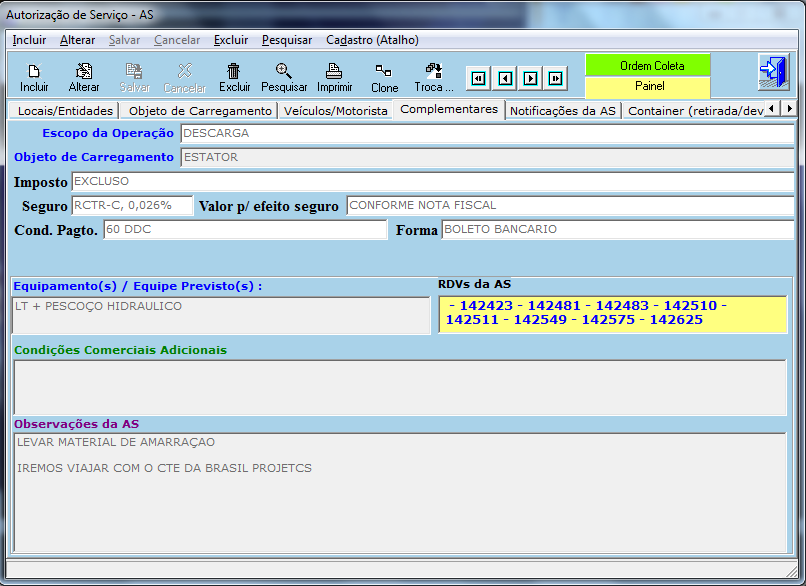 Autorização de Serviço - AS
Incluir Alterar Salvar Cancelar Excluir Pesquisar Cadastro (Atalho)
Incluir Alterar Salvar Cancelar Excluir Pesquisar Imprimir Clone Troca ...
Ordem Coleta
Painel
Locais/Entidades Objeto de Carregamento Veículos/Motorista Complementares Notificações da AS Container (retirada/dev
Escopo da Operação DESCARGA
Objeto de Carregamento ESTATOR
Imposto EXCLUSO
Seguro RCTR-C, 0,026% Valor p/ efeito seguro CONFORME NOTA FISCAL
Cond. Pagto. 60 DDC Forma BOLETO BANCARIO
Equipamento(s) / Equipe Previsto(s) :
LT + PESCOÇO HIDRAULICO
RDVs da AS
- 142423 - 142481 - 142483 - 142510 -
142511 - 142549 - 142575 - 142625
Condições Comerciais Adicionais
Observações da AS
LEVAR MATERIAL DE AMARRAÇAO
IREMOS VIAJAR COM O CTE DA BRASIL PROJETCS